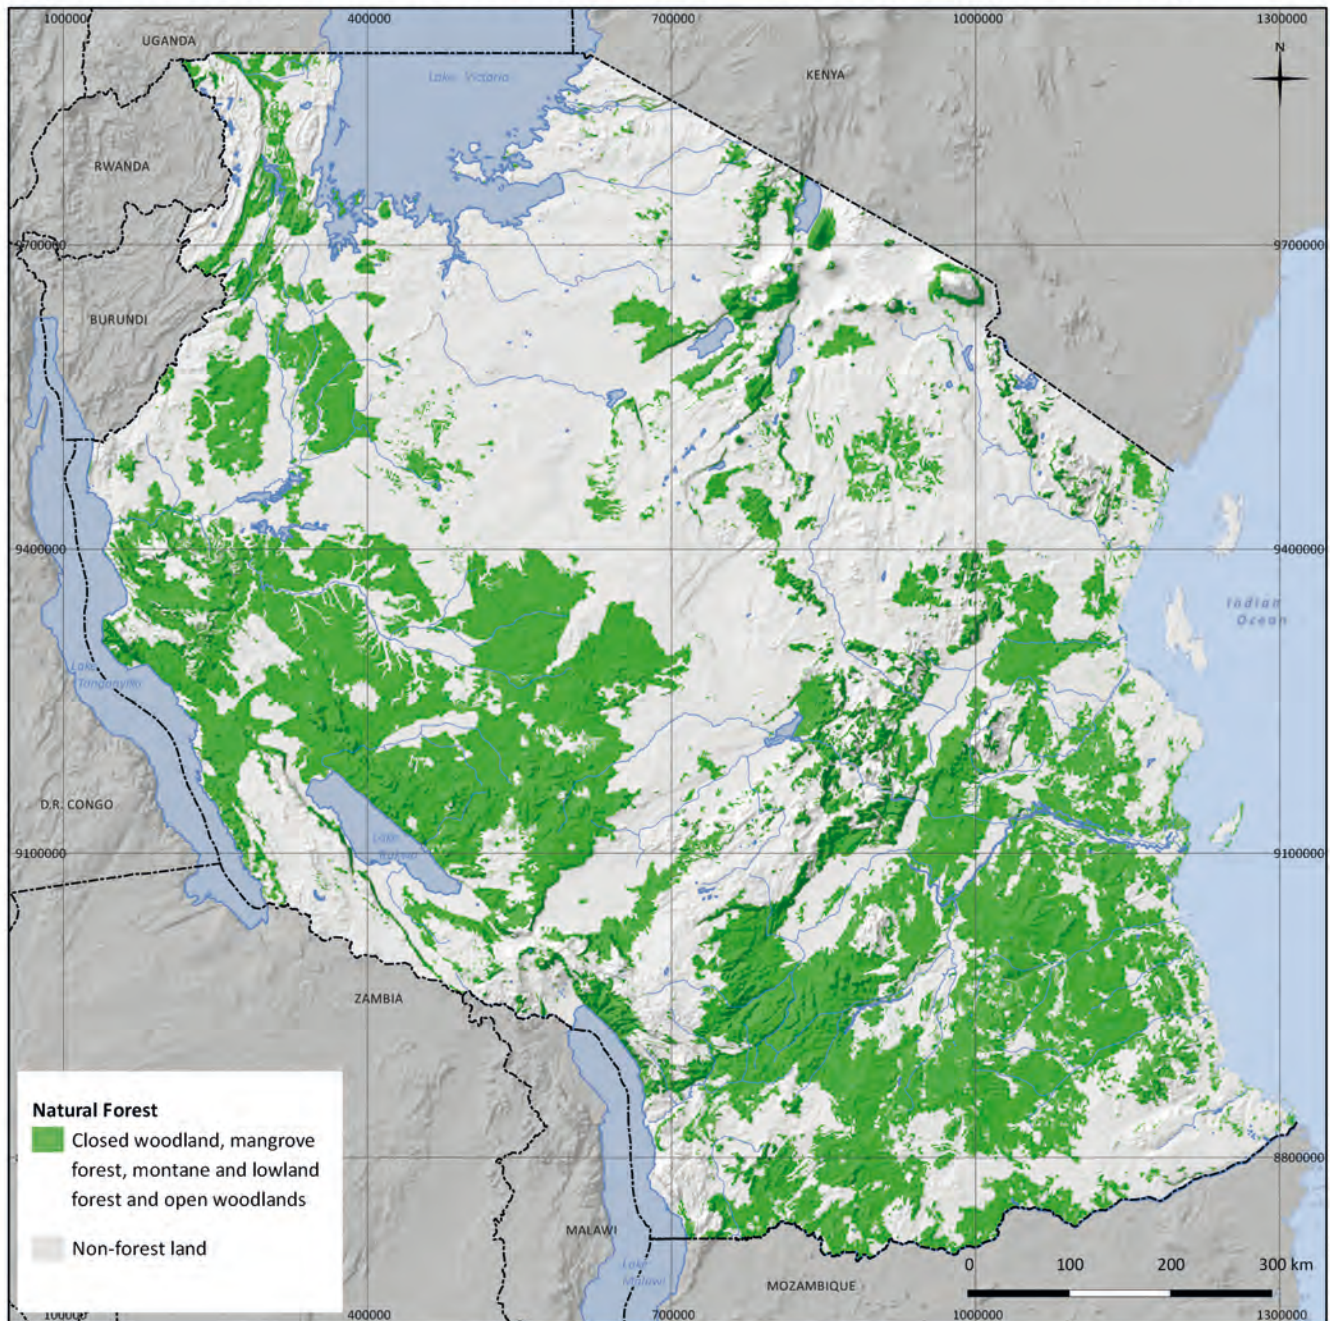 100000
400000
700000
1000000
1300000
UGANDA
KENYA
N
Lake Victoria
RWANDA
9700000
9700000
BURUNDI
9400000
9400000
Indian
Ocean
Lake
Tanganyika
D.R. CONGO
Lake
Rukwa
9100000
9100000
ZAMBIA
Natural Forest
Closed woodland, mangrove
forest, montane and lowland
forest and open woodlands
Non-forest land
8800000
MALAWI
Lake
Malawi
MOZAMBIQUE
0 100 200 300 km
100000
400000
700000
1000000
1300000